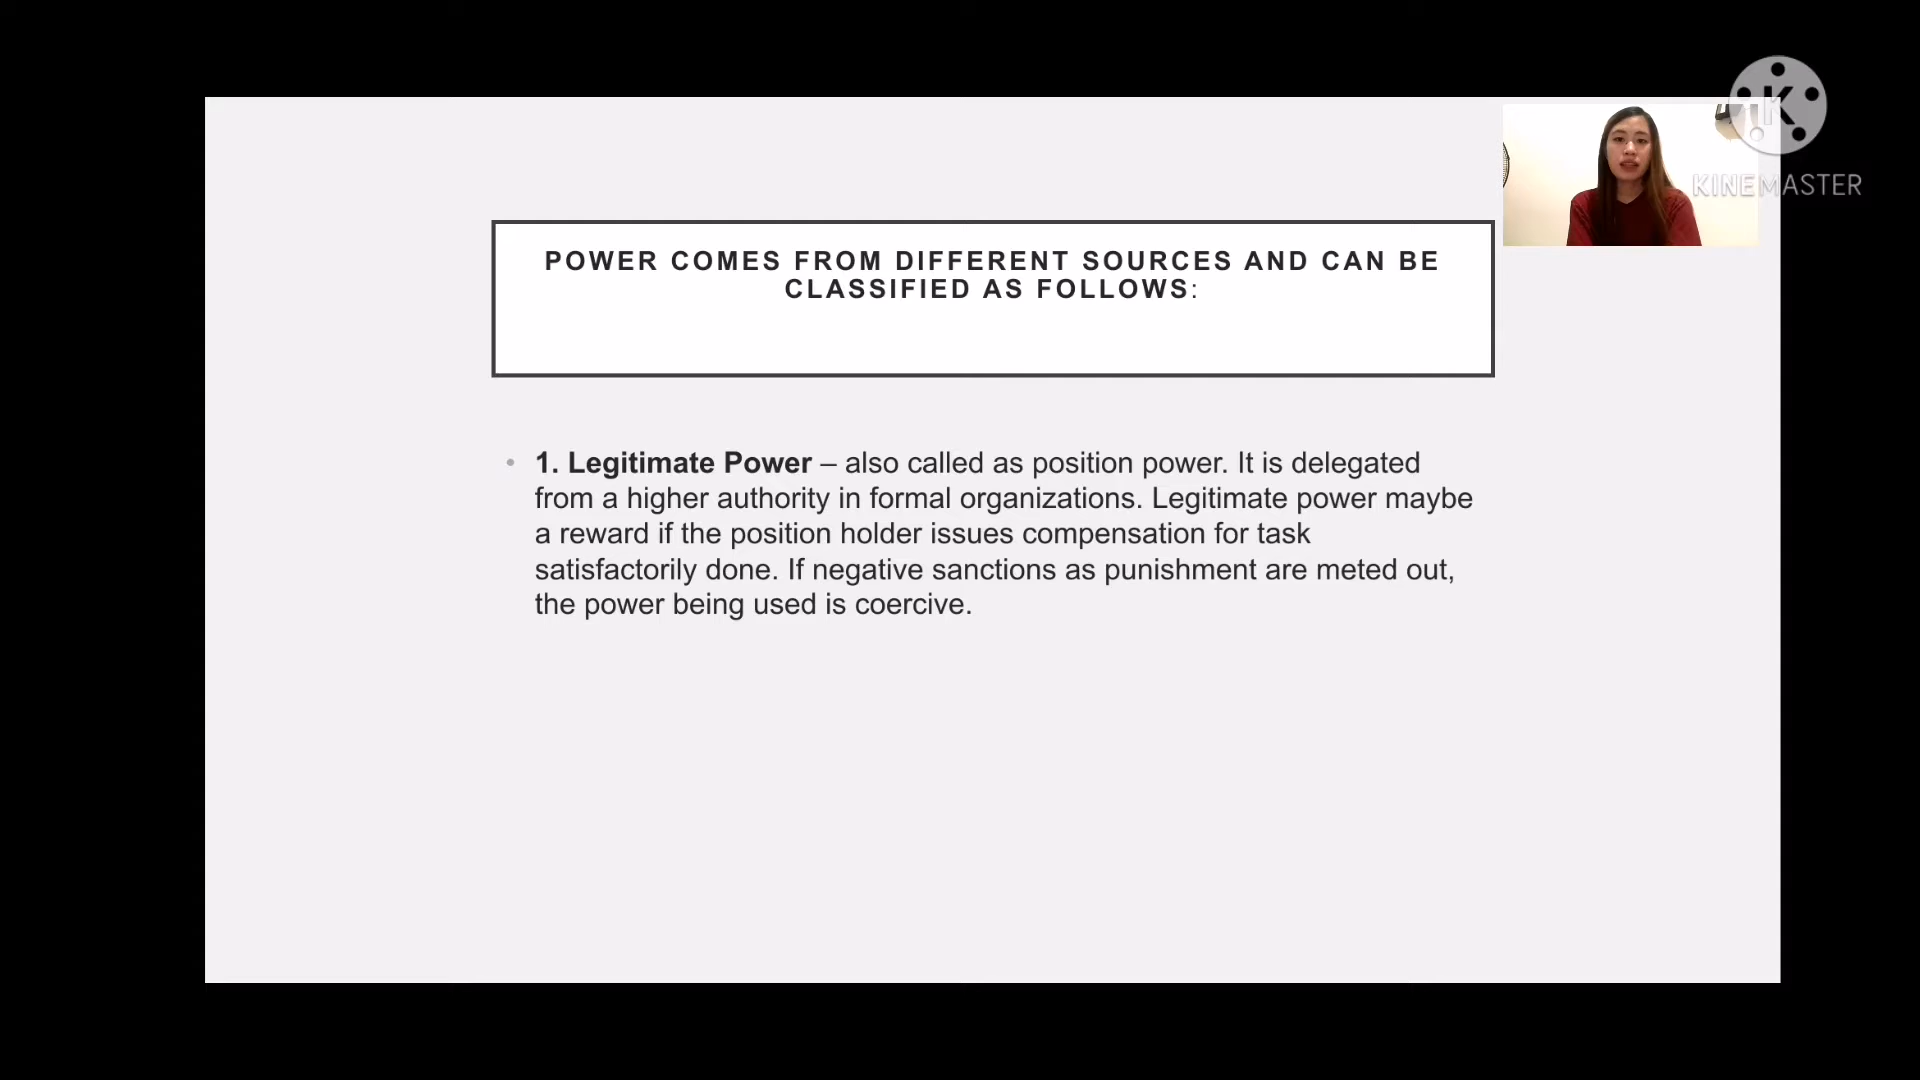 K
KINEMASTER
POWER COMES FROM DIFFERENT SOURCES AND CAN BE
CLASSIFIED AS FOLLOWS:
• 1. Legitimate Power – also called as position power. It is delegated
from a higher authority in formal organizations. Legitimate power maybe
a reward if the position holder issues compensation for task
satisfactorily done. If negative sanctions as punishment are meted out,
the power being used is coercive.